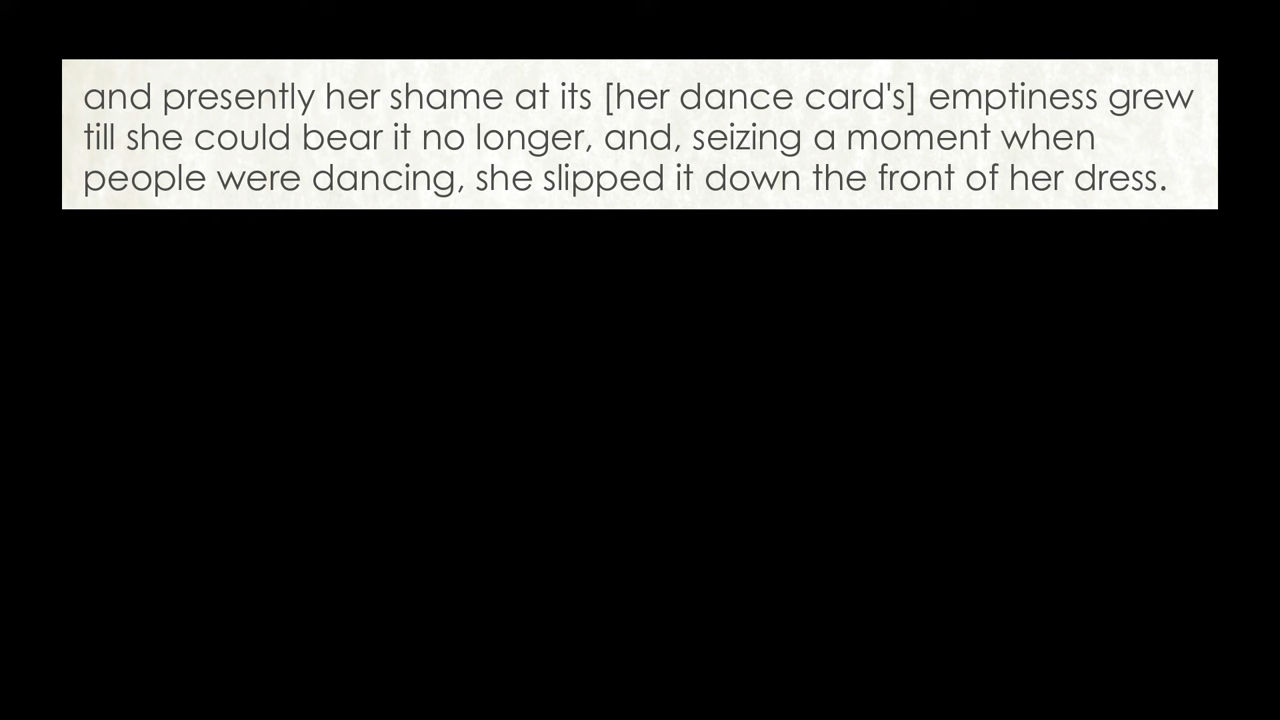 and presently her shame at its [her dance card's] emptiness grew
till she could bear it no longer, and, seizing a moment when
people were dancing, she slipped it down the front of her dress.